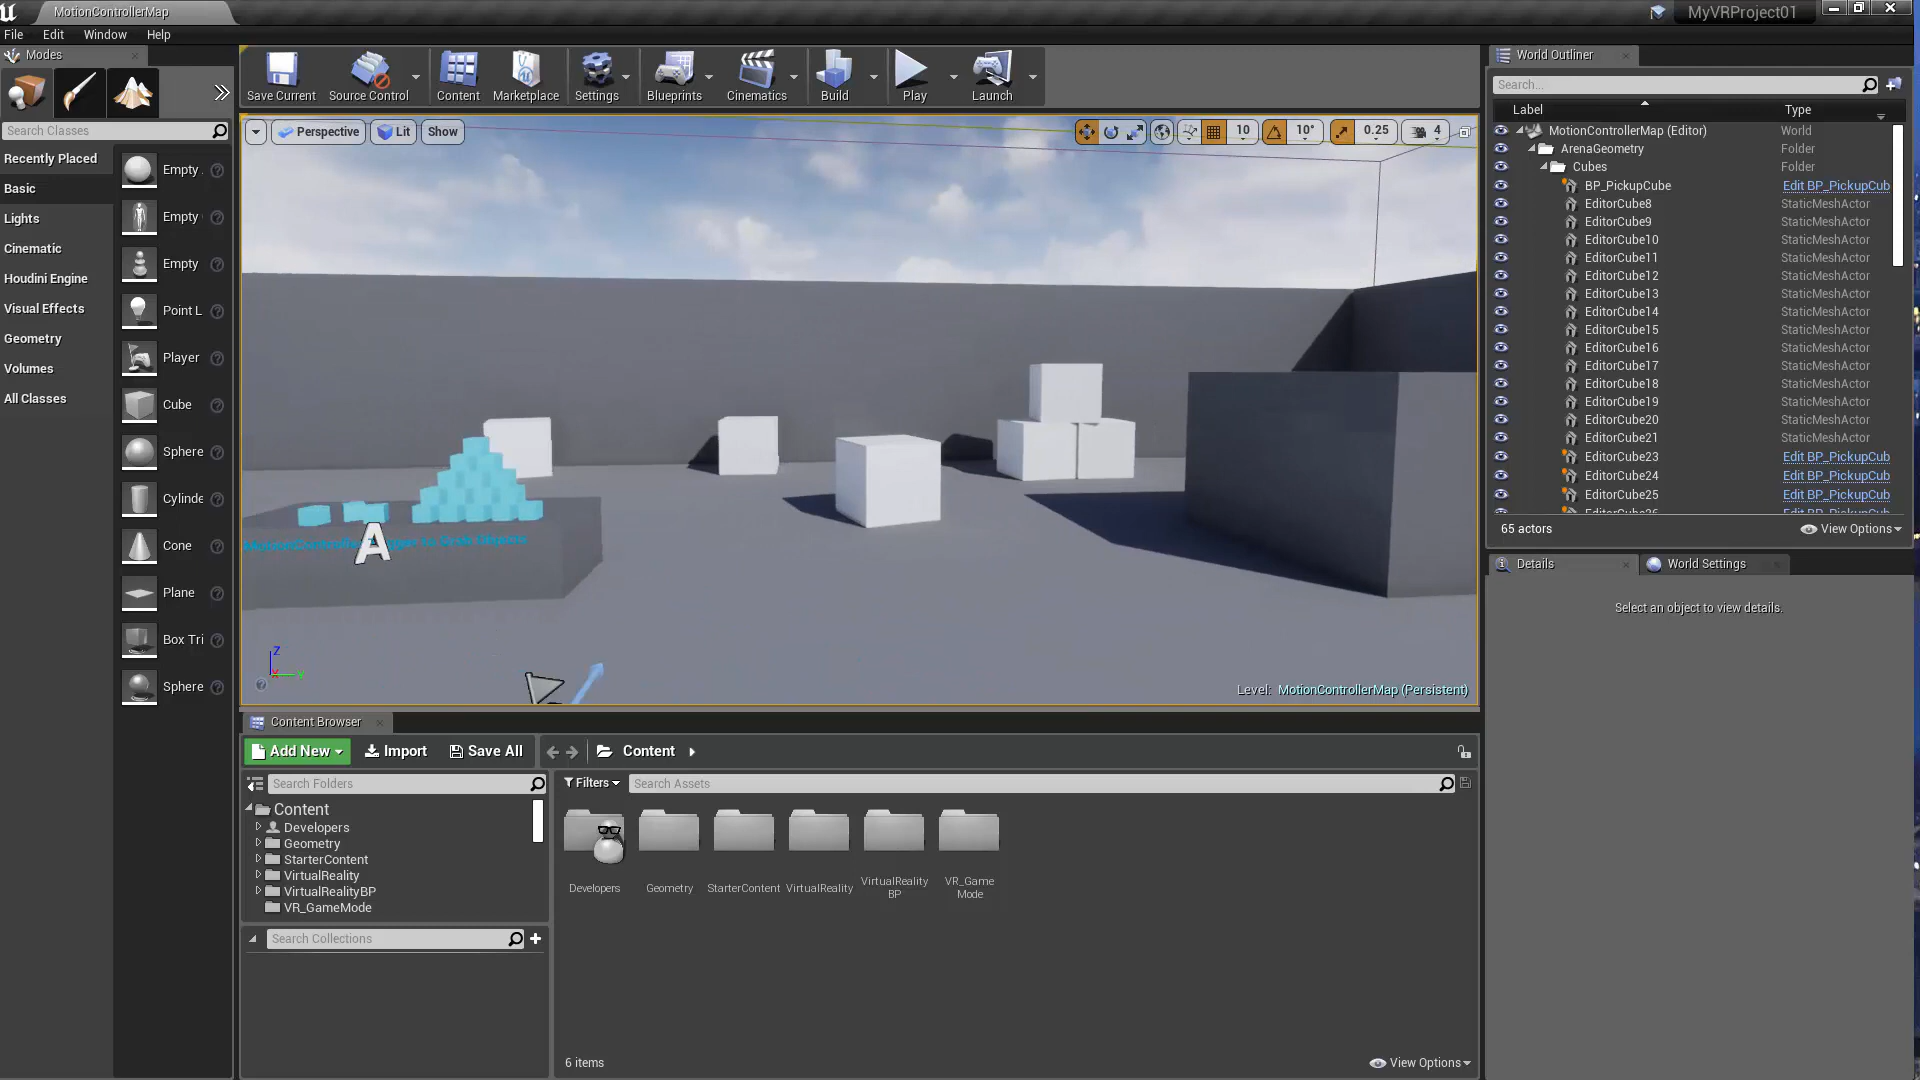 MotionControllerMap
MyVRProject01
File Edit Window Help
Modes
Save Current
Source Control
Content
Marketplace
Settings
Blueprints
Cinematics
Build
Play
Launch
World Outliner
Search...
Label Type
MotionControllerMap (Editor) World
ArenaGeometry Folder
Cubes Folder
BP_PickupCube Edit BP_PickupCub
EditorCube8 StaticMeshActor
EditorCube9 StaticMeshActor
EditorCube10 StaticMeshActor
EditorCube11 StaticMeshActor
EditorCube12 StaticMeshActor
EditorCube13 StaticMeshActor
EditorCube14 StaticMeshActor
EditorCube15 StaticMeshActor
EditorCube16 StaticMeshActor
EditorCube17 StaticMeshActor
EditorCube18 StaticMeshActor
EditorCube19 StaticMeshActor
EditorCube20 StaticMeshActor
EditorCube21 StaticMeshActor
EditorCube23 Edit BP_PickupCub
EditorCube24 Edit BP_PickupCub
EditorCube25 Edit BP_PickupCub
65 actors
View Options
Details
World Settings
Select an object to view details.
Search Classes
Recently Placed
Basic
Lights
Cinematic
Houdini Engine
Visual Effects
Geometry
Volumes
All Classes
Empty
Empty
Empty
Point L
Player
Cube
Sphere
Cylinde
Cone
Plane
Box Tri
Sphere
Perspective
Lit
Show
10
10°
0.25
4
A
Z
Level: MotionControllerMap (Persistent)
Content Browser
Add New
Import
Save All
Content
Search Folders
Content
Developers
Geometry
StarterContent
VirtualReality
VirtualRealityBP
VR_GameMode
Search Collections
Filters
Search Assets
Developers
Geometry
StarterContent
VirtualReality
VirtualReality
BP
VR_Game
Mode
6 items
View Options